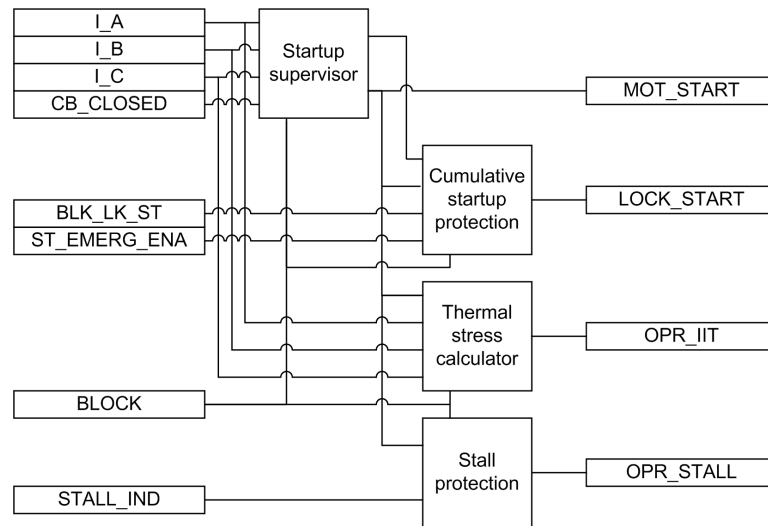 I_A
I_B
I_C
CB_CLOSED
Startup
supervisor
MOT_START
BLK_LK_ST
ST_EMERG_ENA
Cumulative
startup
protection
LOCK_START
Thermal
stress
calculator
OPR_IIT
BLOCK
STALL_IND
Stall
protection
OPR_STALL